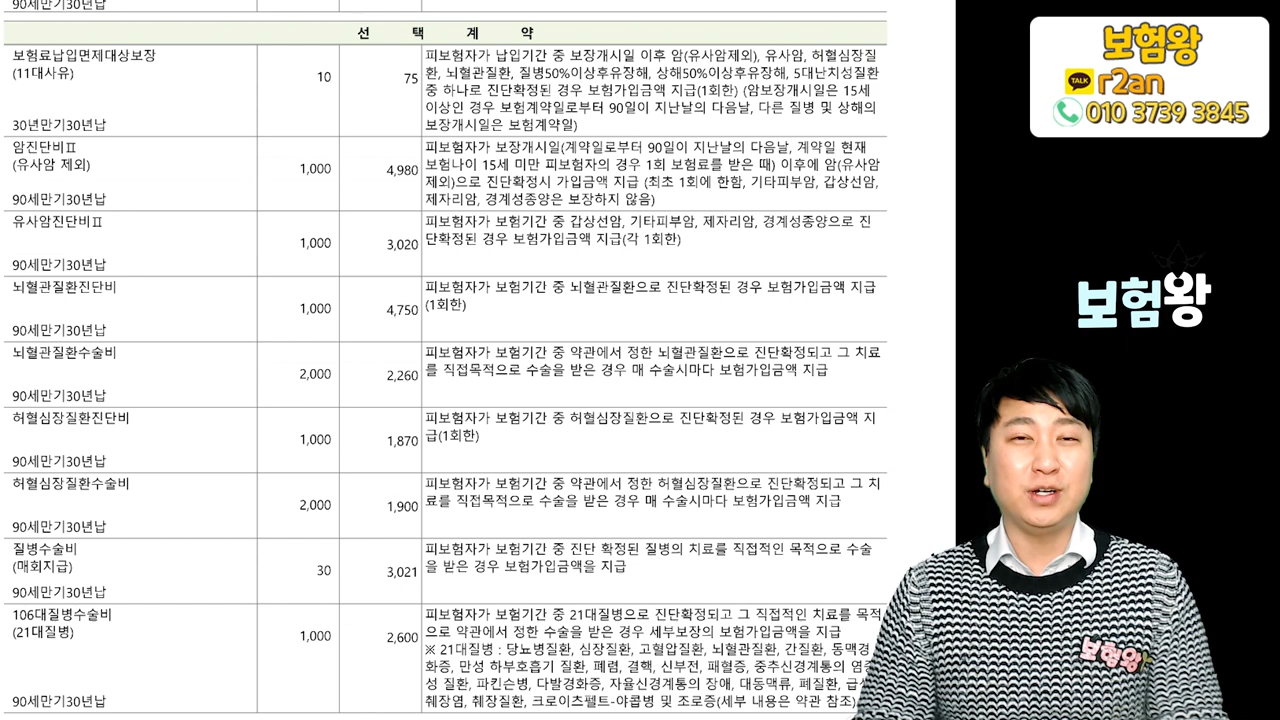 90세만기30년납
선 택 계 약
보험료납입면제대상보장
(11대사유)
30년만기30년납
10
75
피보험자가 납입기간 중 보장개시일 이후 암(유사암제외), 유사암, 허혈심장질
환, 뇌혈관질환, 질병50%이상후유장해, 상해50%이상후유장해, 5대난치성질환
중 하나로 진단확정된 경우 보험가입금액 지급(1회한) (암보장개시일은 15세
이상인 경우 보험계약일로부터 90일이 지난날의 다음날, 다른 질병 및 상해의
보장개시일은 보험계약일)
암진단비Ⅱ
(유사암 제외)
90세만기30년납
1,000
4,980
피보험자가 보장개시일(계약일로부터 90일이 지난날의 다음날, 계약일 현재
보험나이 15세 미만 피보험자의 경우 1회 보험료를 받은 때) 이후에 암(유사암
제외)으로 진단확정시 가입금액 지급 (최초 1회에 한함, 기타피부암, 갑상선암,
제자리암, 경계성종양은 보장하지 않음)
유사암진단비Ⅱ
90세만기30년납
1,000
3,020
피보험자가 보험기간 중 갑상선암, 기타피부암, 제자리암, 경계성종양으로 진
단확정된 경우 보험가입금액 지급(각 1회한)
뇌혈관질환진단비
90세만기30년납
1,000
4,750
피보험자가 보험기간 중 뇌혈관질환으로 진단확정된 경우 보험가입금액 지급
(1회한)
뇌혈관질환수술비
90세만기30년납
2,000
2,260
피보험자가 보험기간 중 약관에서 정한 뇌혈관질환으로 진단확정되고 그 치료
를 직접목적으로 수술을 받은 경우 매 수술시마다 보험가입금액 지급
허혈심장질환진단비
90세만기30년납
1,000
1,870
피보험자가 보험기간 중 허혈심장질환으로 진단확정된 경우 보험가입금액 지
급(1회한)
허혈심장질환수술비
90세만기30년납
2,000
1,900
피보험자가 보험기간 중 약관에서 정한 허혈심장질환으로 진단확정되고 그 치
료를 직접목적으로 수술을 받은 경우 매 수술시마다 보험가입금액 지급
질병수술비
(매회지급)
90세만기30년납
30
3,021
피보험자가 보험기간 중 진단 확정된 질병의 치료를 직접적인 목적으로 수술
을 받은 경우 보험가입금액을 지급
106대질병수술비
(21대질병)
90세만기30년납
1,000
2,600
피보험자가 보험기간 중 21대질병으로 진단확정되고 그 직접적인 치료를 목적
으로 약관에서 정한 수술을 받은 경우 세부보장의 보험가입금액을 지급
※ 21대질병 : 당뇨병질환, 심장질환, 고혈압질환, 뇌혈관질환, 간질환, 동맥경
화증, 만성 하부호흡기 질환, 폐렴, 결핵, 신부전, 패혈증, 중추신경계통의 염증
성 질환, 파킨슨병, 다발경화증, 자율신경계통의 장애, 대동맥류, 폐질환, 급성
췌장염, 췌장질환, 크로이츠펠트-야콥병 및 조로증(세부 내용은 약관 참조)
보험왕
TALK
r2an
010 3739 3845
보험왕
보험왕